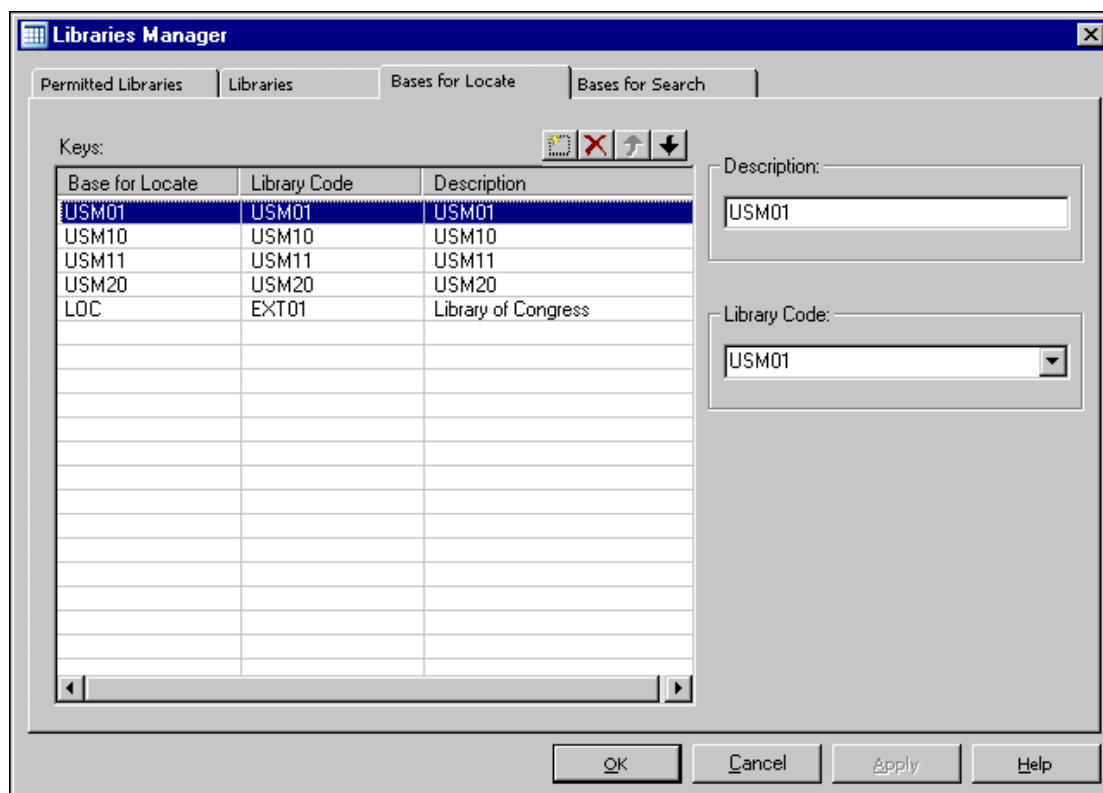 Libraries Manager
Permitted Libraries Libraries Bases for Locate Bases for Search
Keys:
Base for Locate Library Code Description
USM01 USM01 USM01
USM10 USM10 USM10
USM11 USM11 USM11
USM20 USM20 USM20
LOC EXT01 Library of Congress
Description:
USM01
Library Code:
USM01
OK Cancel Apply Help